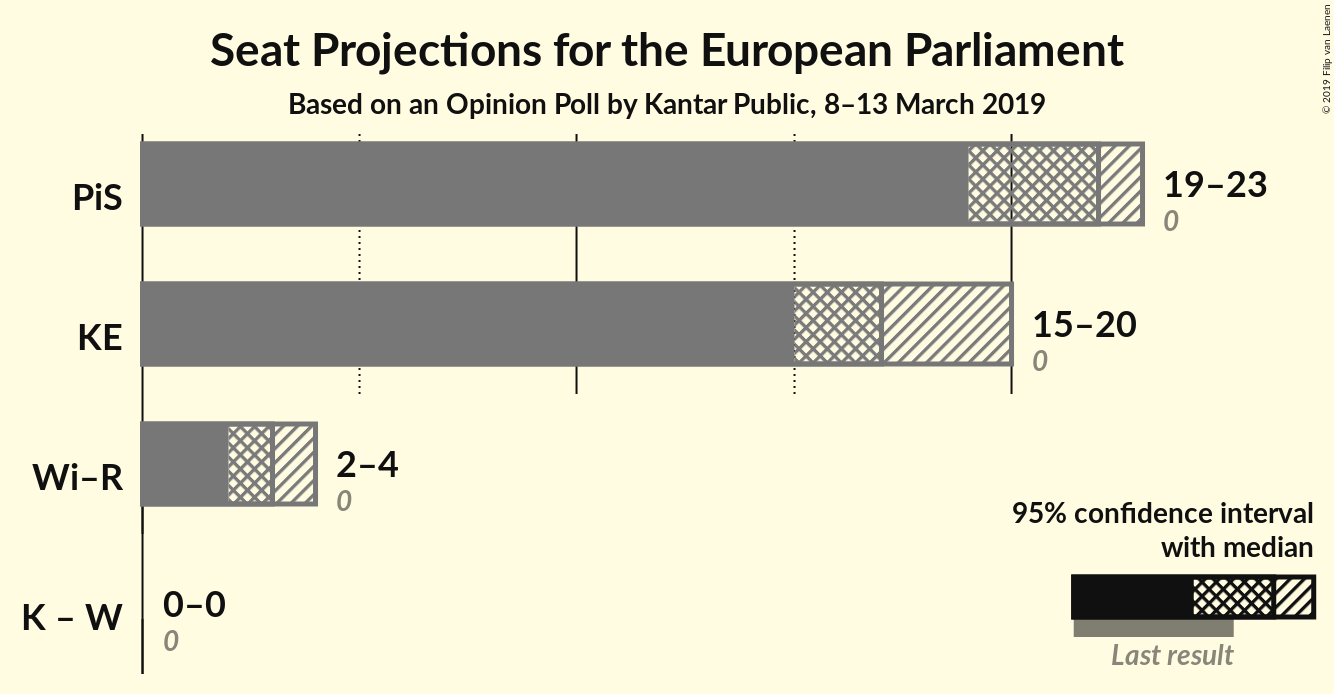 Seat Projections for the European Parliament
Based on an Opinion Poll by Kantar Public, 8–13 March 2019
© 2019 Filip van Laenen
PiS
19–23
0
KE
15–20
0
Wi–R
2–4
0
K – W
0–0
0
95% confidence interval
with median
Last result